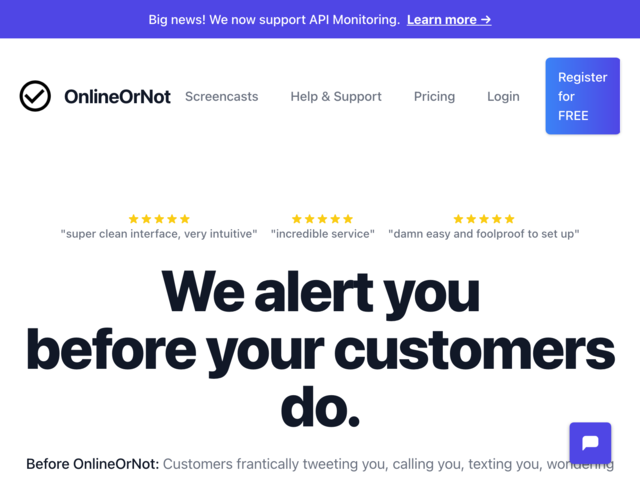 Big news! We now support API Monitoring. Learn more →
OnlineOrNot
Screencasts
Help & Support
Pricing
Login
Register
for
FREE
"super clean interface, very intuitive"
"incredible service"
"damn easy and foolproof to set up"
We alert you
before your customers
do.
Before OnlineOrNot: Customers frantically tweeting you, calling you, texting you, wondering